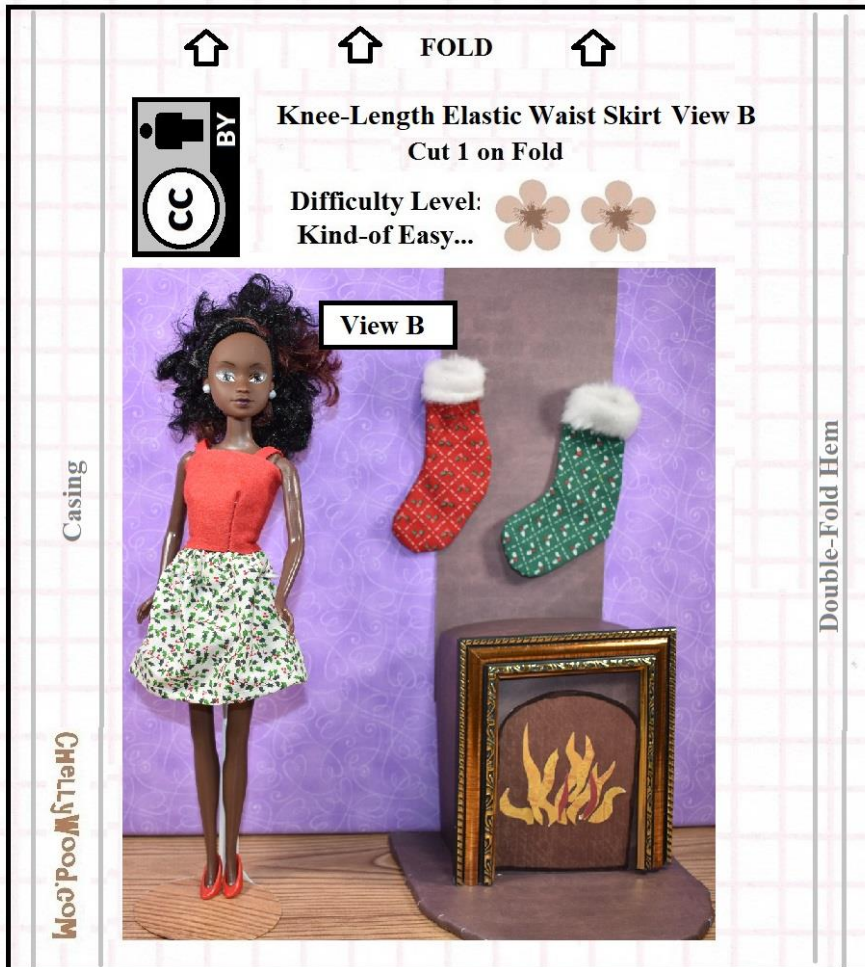 FOLD
Knee-Length Elastic Waist Skirt View B
Cut 1 on Fold
CC BY
Difficulty Level:
Kind-of Easy...
View B
Casing
Double-Fold Hem
ChellyWood.com